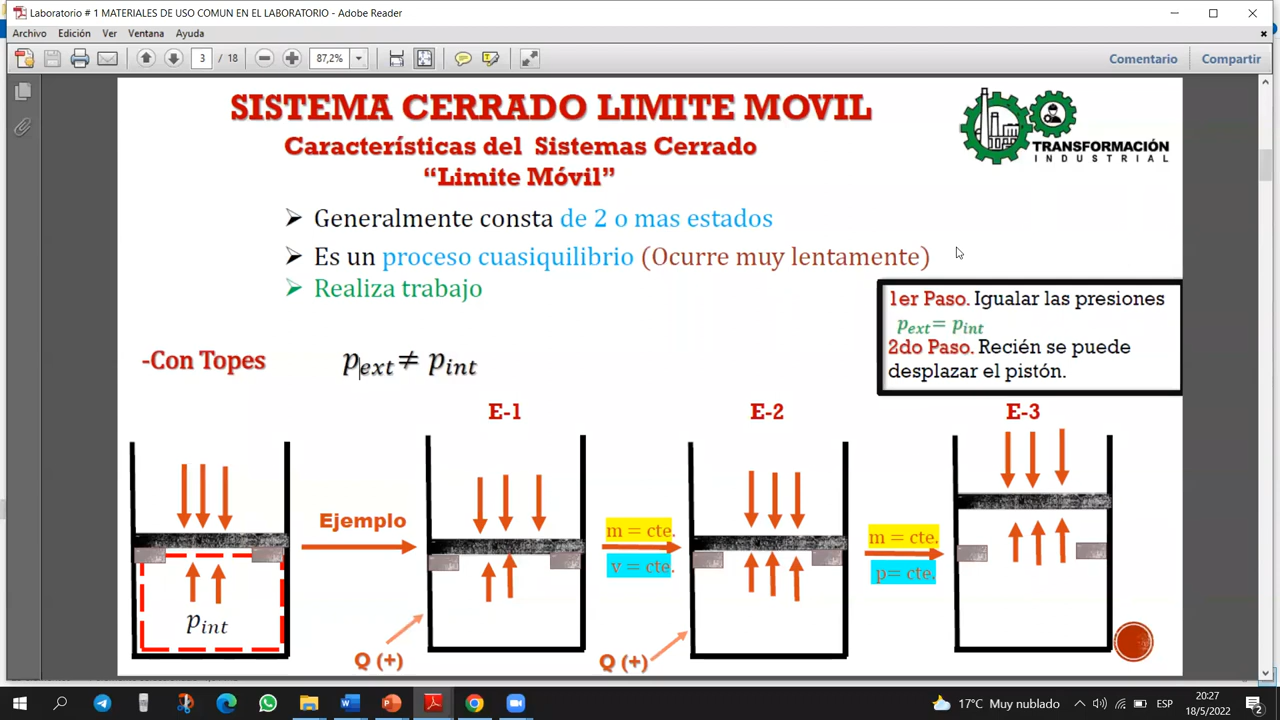 Laboratorio # 1 MATERIALES DE USO COMUN EN EL LABORATORIO - Adobe Reader
Archivo Edición Ver Ventana Ayuda
3 / 18 87,2% Comentario Compartir
SISTEMA CERRADO LIMITE MOVIL
Características del Sistemas Cerrado
“Limite Móvil”
TRANSFORMACIÓN
INDUSTRIAL
Generalmente consta de 2 o mas estados
Es un proceso cuasiquilibrio (Ocurre muy lentamente)
Realiza trabajo
1er Paso. Igualar las presiones
pext= pint
2do Paso. Recién se puede
desplazar el pistón.
-Con Topes pext≠ pint
E-1 E-2 E-3
Ejemplo
m = cte. m = cte.
v = cte. p= cte.
pint
Q (+) Q (+)
17°C Muy nublado ESP 20:27
18/5/2022
2